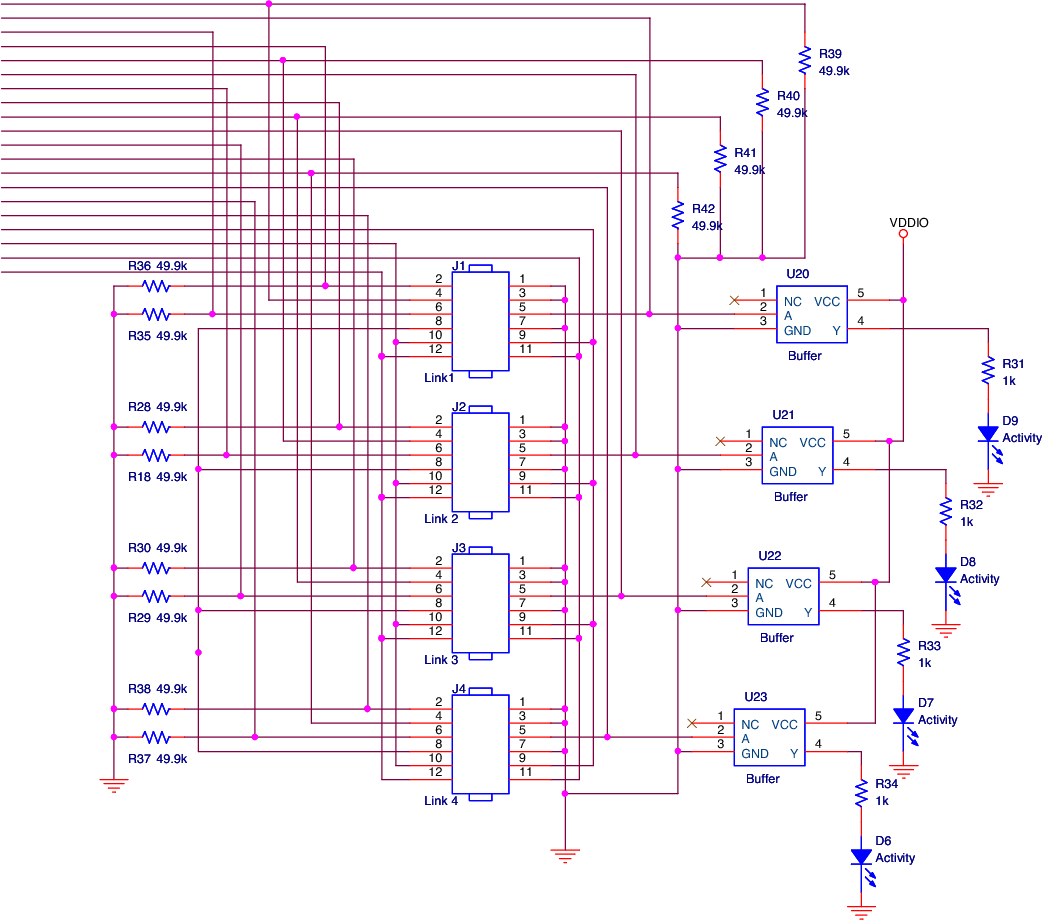 R39
49.9k
R40
49.9k
R41
49.9k
R42
49.9k
VDDIO
R36 49.9k
R35 49.9k
J1
2 1
4 3
6 5
8 7
10 9
12 11
Link1
U20
1 NC VCC 5
2 A
3 GND Y 4
Buffer
R31
1k
D9
Activity
R28 49.9k
R18 49.9k
J2
2 1
4 3
6 5
8 7
10 9
12 11
Link 2
U21
1 NC VCC 5
2 A
3 GND Y 4
Buffer
R32
1k
D8
Activity
R30 49.9k
R29 49.9k
J3
2 1
4 3
6 5
8 7
10 9
12 11
Link 3
U22
1 NC VCC 5
2 A
3 GND Y 4
Buffer
R33
1k
D7
Activity
R38 49.9k
R37 49.9k
J4
2 1
4 3
6 5
8 7
10 9
12 11
Link 4
U23
1 NC VCC 5
2 A
3 GND Y 4
Buffer
R34
1k
D6
Activity